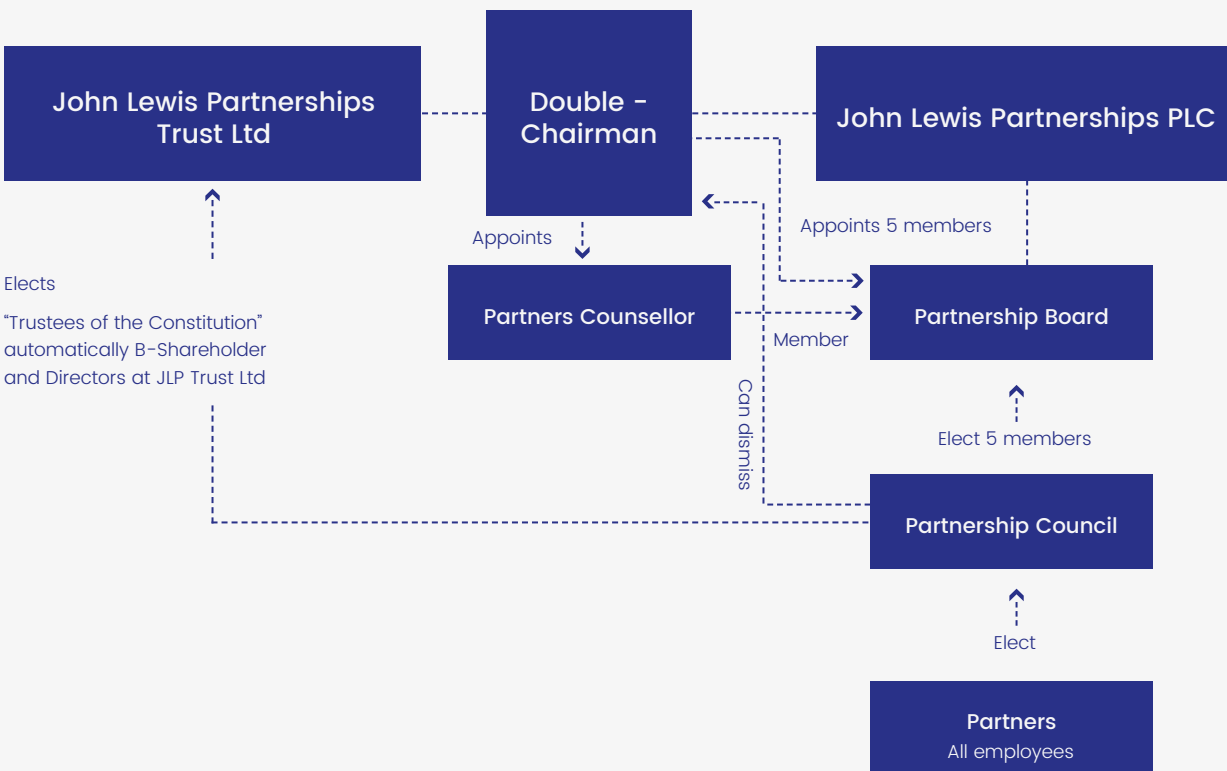 John Lewis Partnerships
Trust Ltd
Double -
Chairman
John Lewis Partnerships PLC
Appoints
Appoints 5 members
Elects
“Trustees of the Constitution”
automatically B-Shareholder
and Directors at JLP Trust Ltd
Partners Counsellor
Member
Partnership Board
Can dismiss
Elect 5 members
Partnership Council
Elect
Partners
All employees